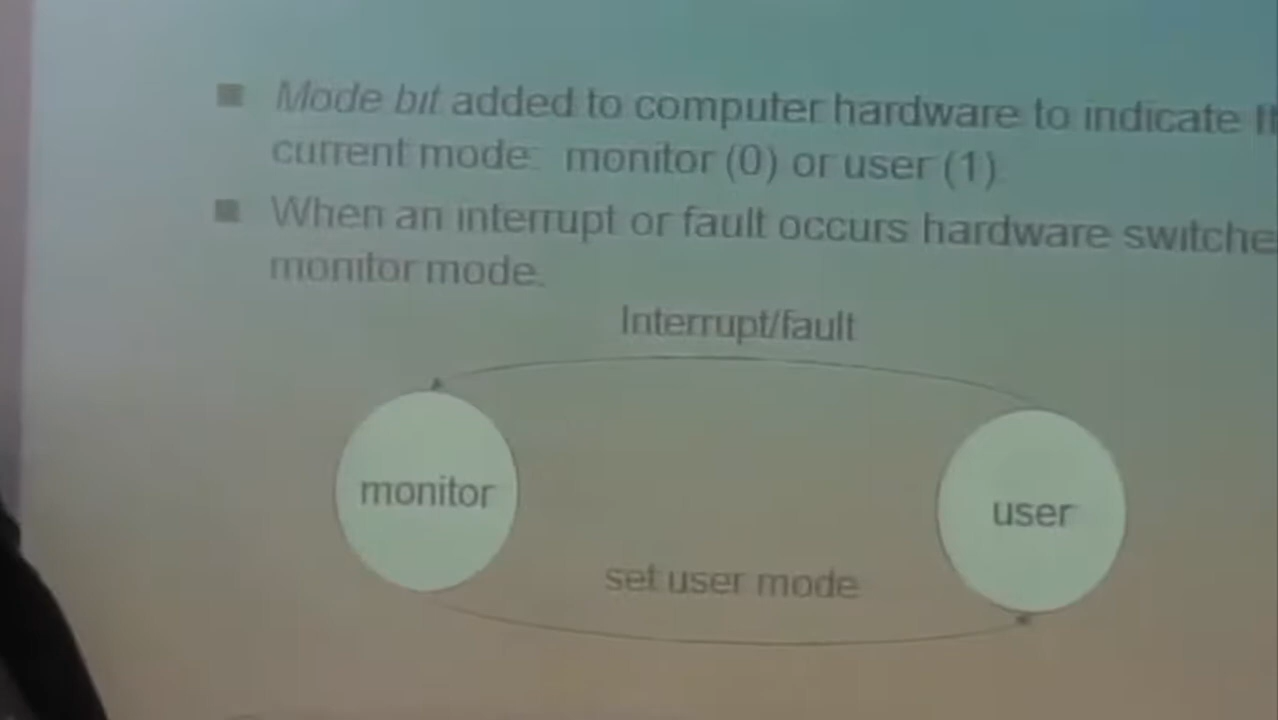 Mode bit added to computer hardware to indicate
current mode: monitor (0) or user (1).
When an interrupt or fault occurs hardware switche
monitor mode.
Interrupt/fault
monitor
user
set user mode